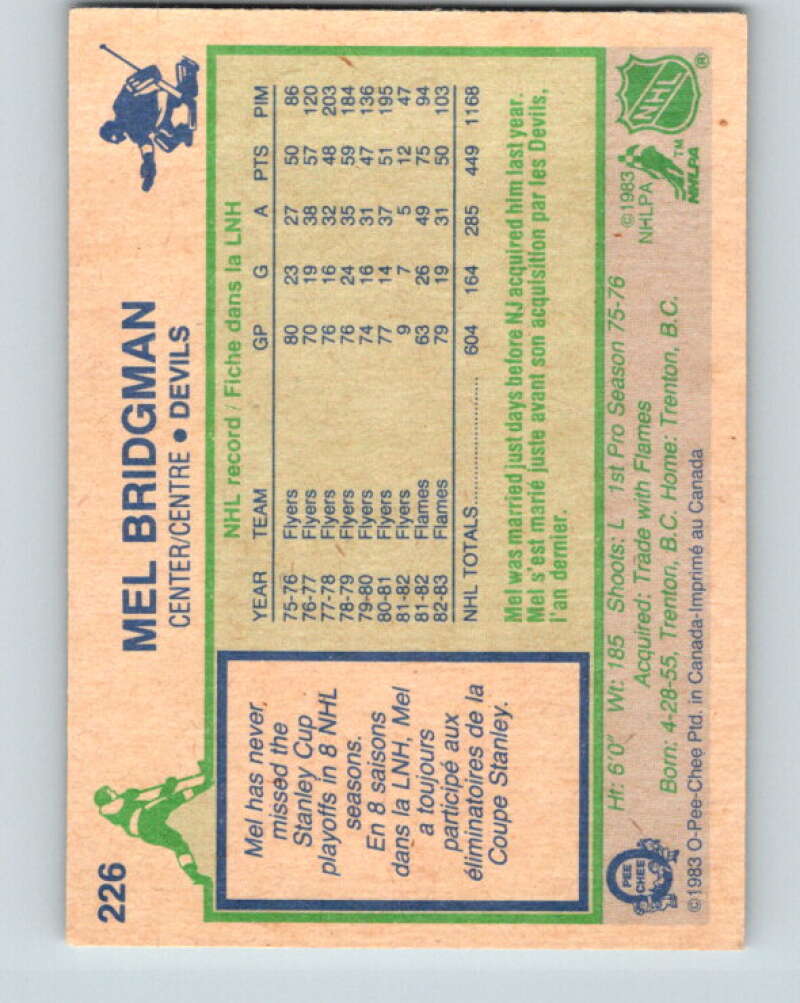 226
MEL BRIDGMAN
CENTER/CENTRE • DEVILS
Mel has never
missed the
Stanley Cup
playoffs in 8 NHL
seasons.
En 8 saisons
dans la LNH, Mel
a toujours
participé aux
éliminatoires de la
Coupe Stanley.
NHL record / Fiche dans la LNH
YEAR TEAM GP G A PTS PIM
75-76 Flyers 80 23 27 50 86
76-77 Flyers 70 19 38 57 120
77-78 Flyers 76 16 32 48 203
78-79 Flyers 76 24 35 59 184
79-80 Flyers 74 16 31 47 136
80-81 Flyers 77 14 37 51 195
81-82 Flyers 9 7 5 12 47
81-82 Flames 63 26 49 75 94
82-83 Flames 79 19 31 50 103
NHL TOTALS.................... 604 164 285 449 1168
Mel was married just days before NJ acquired him last year.
Mel s'est marié juste avant son acquisition par les Devils,
l'an dernier.
Ht: 6'0" Wt: 185 Shoots: L 1st Pro Season 75-76
Acquired: Trade with Flames
Born: 4-28-55, Trenton, B.C. Home: Trenton, B.C.
©1983 O-Pee-Chee Ptd. in Canada-Imprimé au Canada
O
PEE
CHEE
©1983
NHLPA
NHL
®
NHLPA
TM